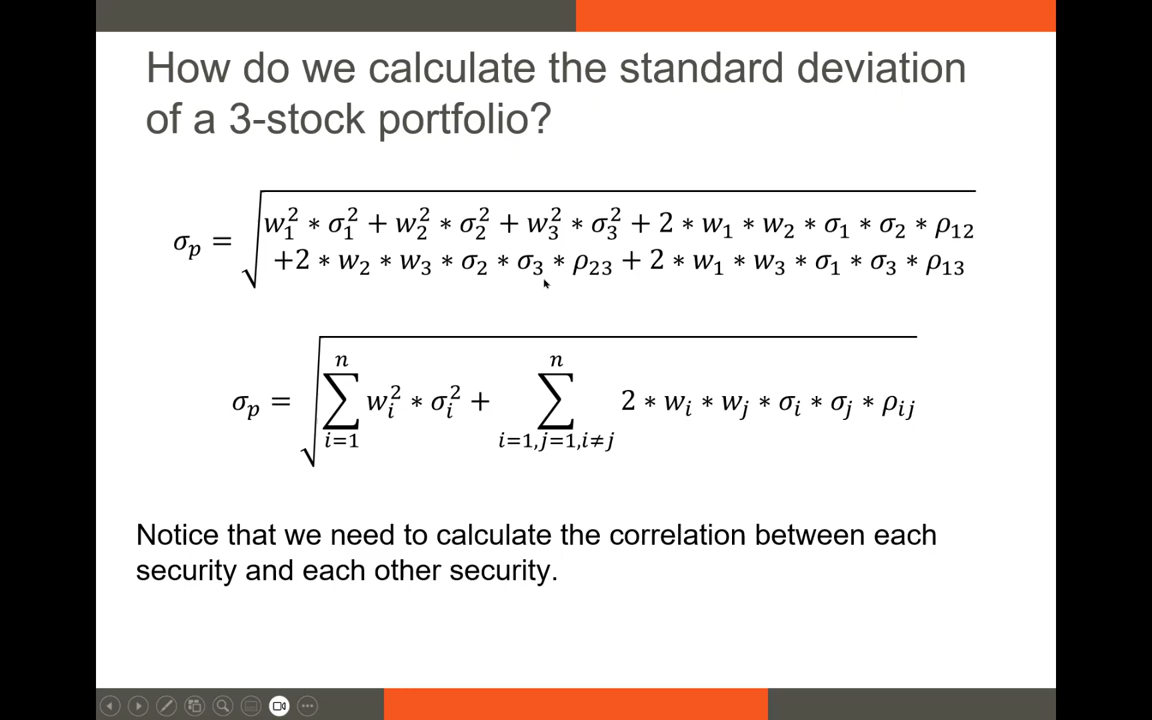 How do we calculate the standard deviation
of a 3-stock portfolio?
σₚ = √(w₁² * σ₁² + w₂² * σ₂² + w₃² * σ₃² + 2 * w₁ * w₂ * σ₁ * σ₂ * ρ₁₂
+2 * w₂ * w₃ * σ₂ * σ₃ * ρ₂₃ + 2 * w₁ * w₃ * σ₁ * σ₃ * ρ₁₃)
σₚ = √(∑_{i=1}^{n} wᵢ² * σᵢ² + ∑_{i=1,j=1,i≠j}^{n} 2 * wᵢ * wⱼ * σᵢ * σⱼ * ρᵢⱼ)
Notice that we need to calculate the correlation between each
security and each other security.